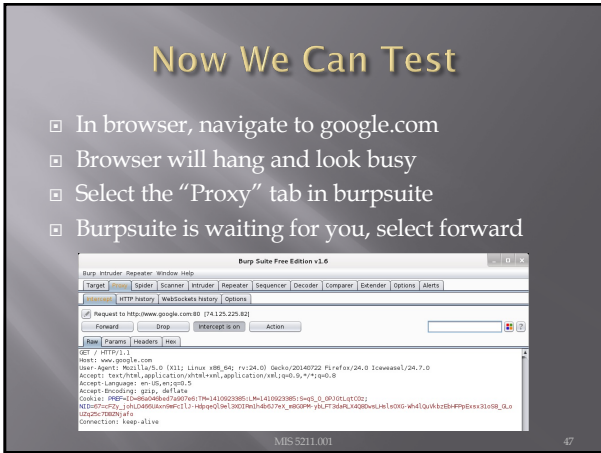 Now We Can Test
In browser, navigate to google.com
Browser will hang and look busy
Select the “Proxy” tab in burpsuite
Burpsuite is waiting for you, select forward
Burp Suite Free Edition v1.6
Burp Intruder Repeater Window Help
Target Proxy Spider Scanner Intruder Repeater Sequencer Decoder Comparer Extender Options Alerts
Intercept HTTP history WebSockets history Options
Request to http://www.google.com:80 [74.125.225.82]
Forward Drop Intercept is on Action
Raw Params Headers Hex
GET / HTTP/1.1
Host: www.google.com
User-Agent: Mozilla/5.0 (X11; Linux x86_64; rv:24.0) Gecko/20140722 Firefox/24.0 Iceweasel/24.7.0
Accept: text/html,application/xhtml+xml,application/xml;q=0.9,*/*;q=0.8
Accept-Language: en-US,en;q=0.5
Accept-Encoding: gzip, deflate
Cookie:
Connection: keep-alive
MIS 5211.001
47